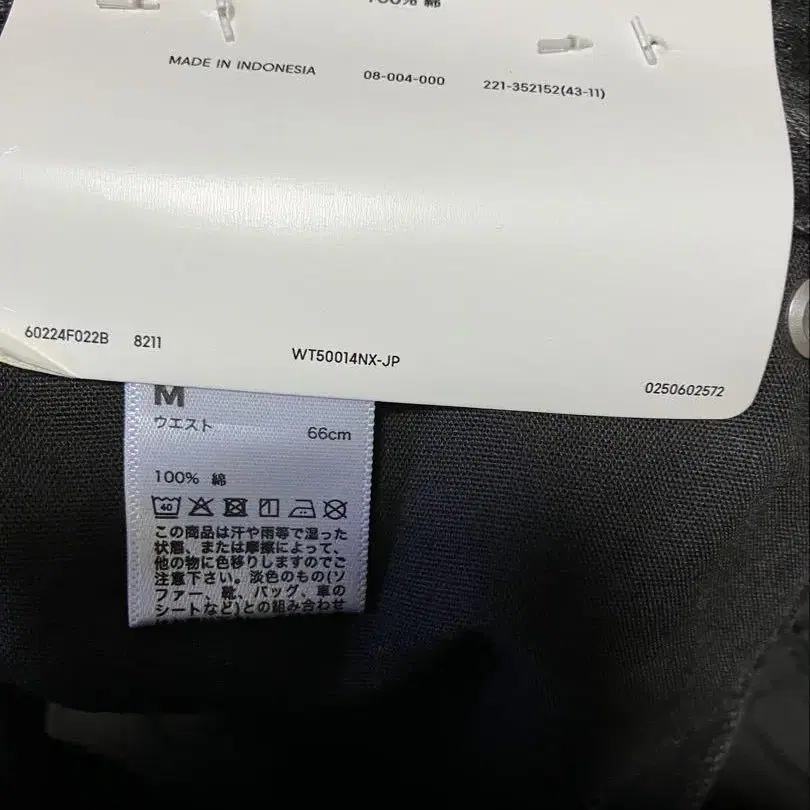 100% 綿
MADE IN INDONESIA 08-004-000 221-352152(43-11)
60224F022B 8211 WT50014NX-JP 0250602572
M
ウエスト 66cm
100% 綿
40
この商品は汗や雨等で湿った
状態、または摩擦によって、
他の物に色移りしますのでご
注意下さい。淡色のもの(ソ
ファー、靴、バッグ、車の
シートなど)との組み合わせ